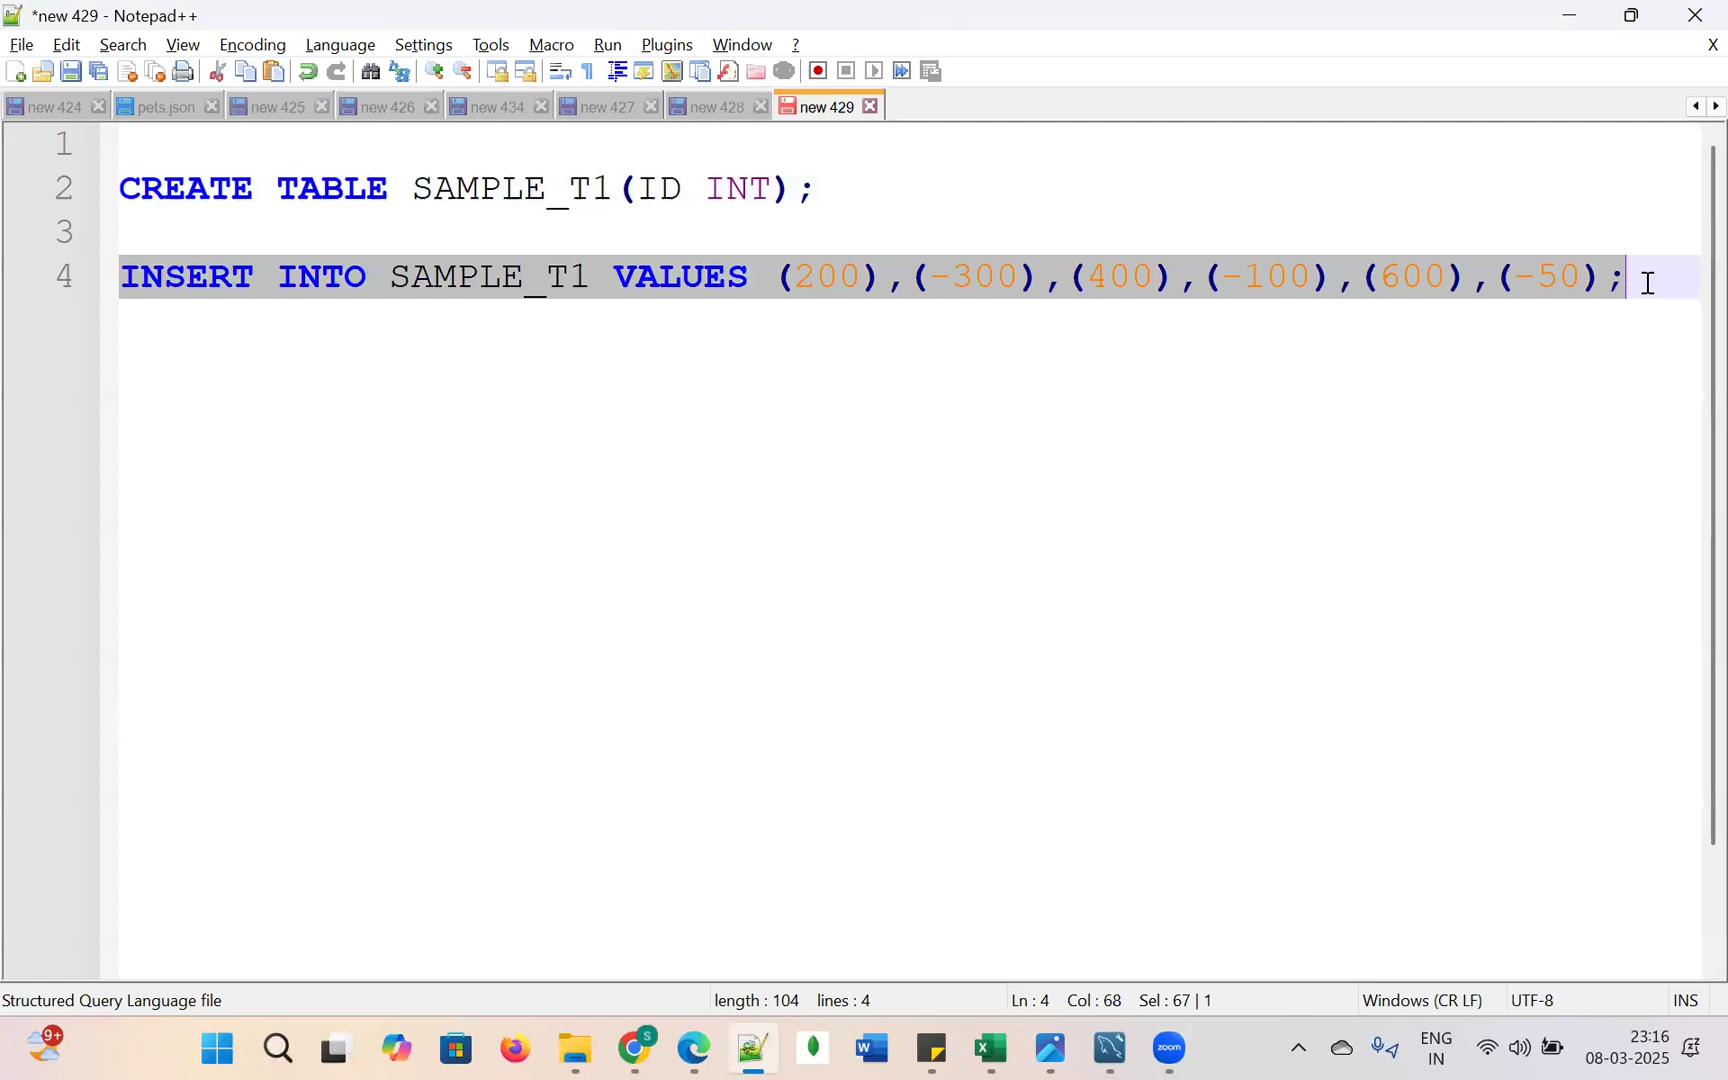 *new 429 - Notepad++
File Edit Search View Encoding Language Settings Tools Macro Run Plugins Window ? X
new 424 pets.json new 425 new 426 new 434 new 427 new 428 new 429
1
2 CREATE TABLE SAMPLE_T1(ID INT);
3
4 INSERT INTO SAMPLE_T1 VALUES (200),(-300),(400),(-100),(600),(-50);
Structured Query Language file length : 104 lines : 4 Ln : 4 Col : 68 Sel : 67 | 1 Windows (CR LF) UTF-8 INS
9+ S W zoom ENG 23:16
IN 08-03-2025